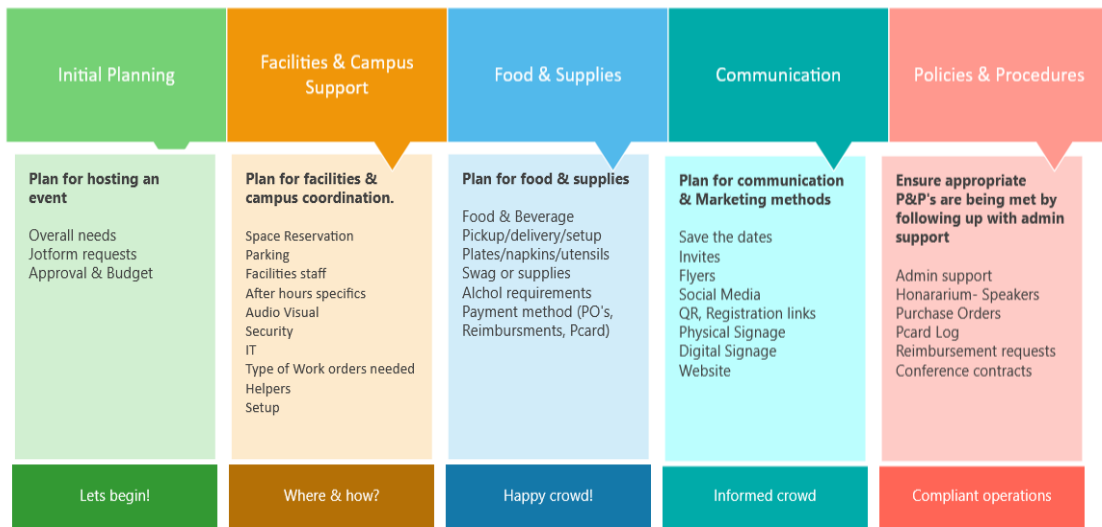 Initial Planning
Facilities & Campus
Support
Food & Supplies
Communication
Policies & Procedures
Plan for hosting an
event
Overall needs
Jotform requests
Approval & Budget
Plan for facilities &
campus coordination.
Space Reservation
Parking
Facilities staff
After hours specifics
Audio Visual
Security
IT
Type of Work orders needed
Helpers
Setup
Plan for food & supplies
Food & Beverage
Pickup/delivery/setup
Plates/napkins/utensils
Swag or supplies
Alchol requirements
Payment method (PO's,
Reimbursments, Pcard)
Plan for communication
& Marketing methods
Save the dates
Invites
Flyers
Social Media
QR, Registration links
Physical Signage
Digital Signage
Website
Ensure appropriate
P&P's are being met by
following up with admin
support
Admin support
Honararium- Speakers
Purchase Orders
Pcard Log
Reimbursement requests
Conference contracts
Lets begin!
Where & how?
Happy crowd!
Informed crowd
Compliant operations